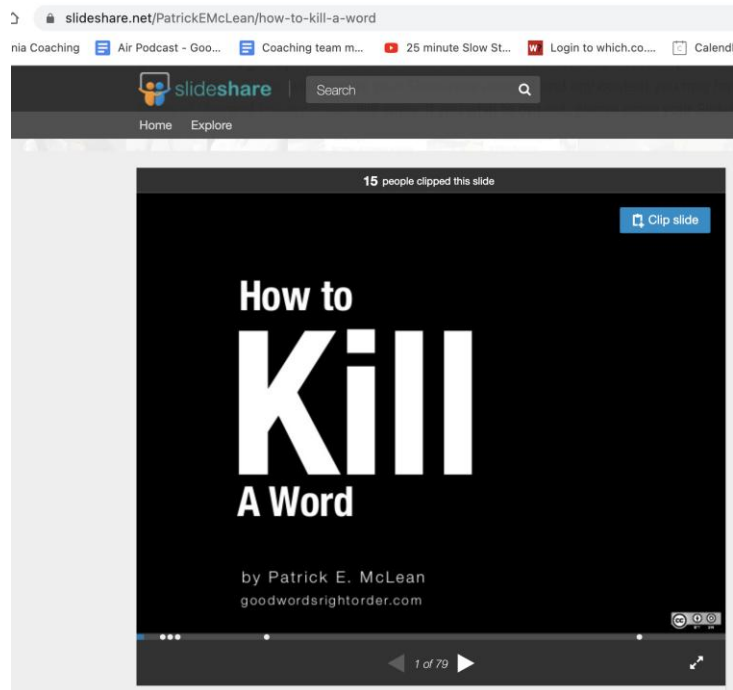 slideshare.net/PatrickEMcLean/how-to-kill-a-word
nia Coaching Air Podcast - Goo... Coaching team m... 25 minute Slow St... W? Login to which.co.... Calend
slideshare Search
Home Explore
15 people clipped this slide
Clip slide
How to
Kill
A Word
by Patrick E. McLean
goodwordsrightorder.com
cc
1 of 79